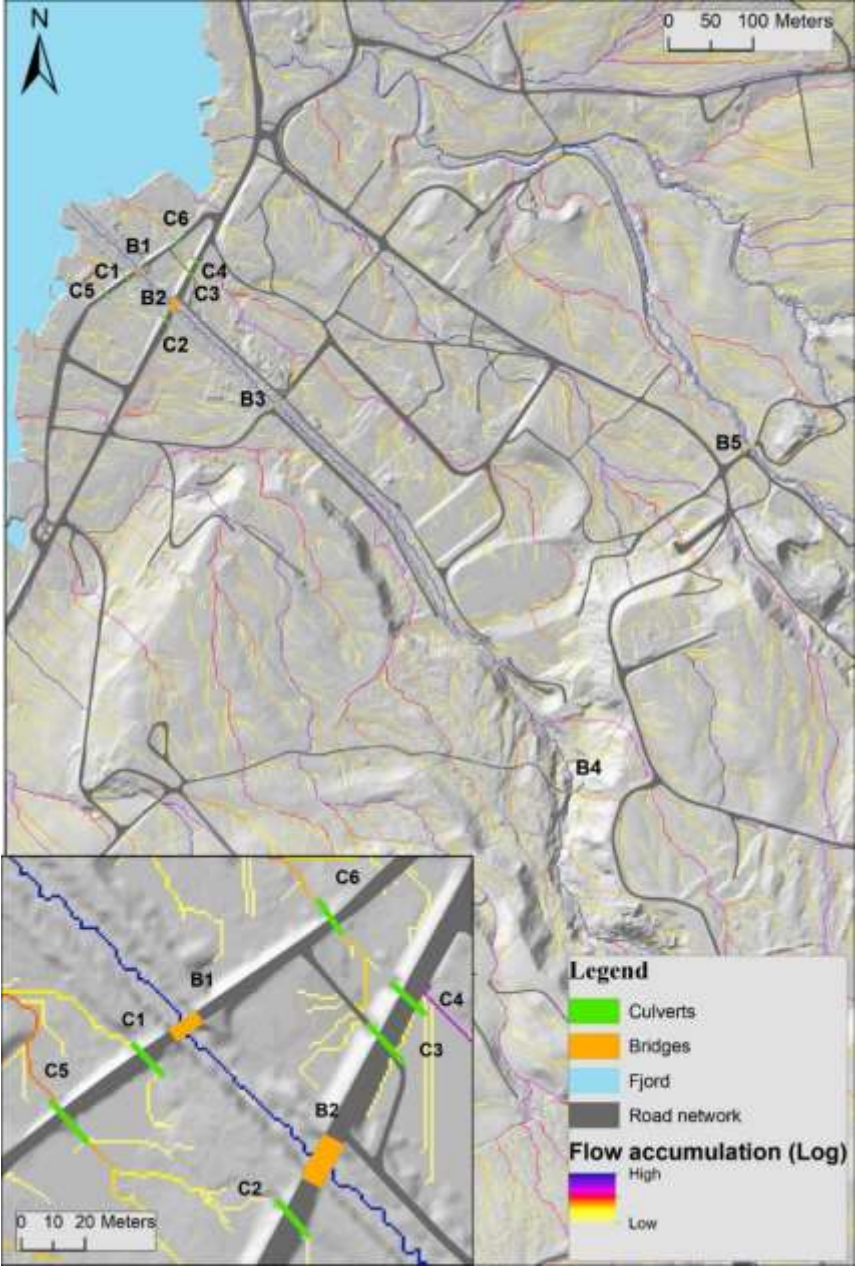 N
0 50 100 Meters
C6
B1
C1
C4
C5
B2
C3
C2
B3
B5
B4
C6
B1
C4
C1
C3
C5
B2
C2
0 10 20 Meters
Legend
Culverts
Bridges
Fjord
Road network
Flow accumulation (Log)
High
Low